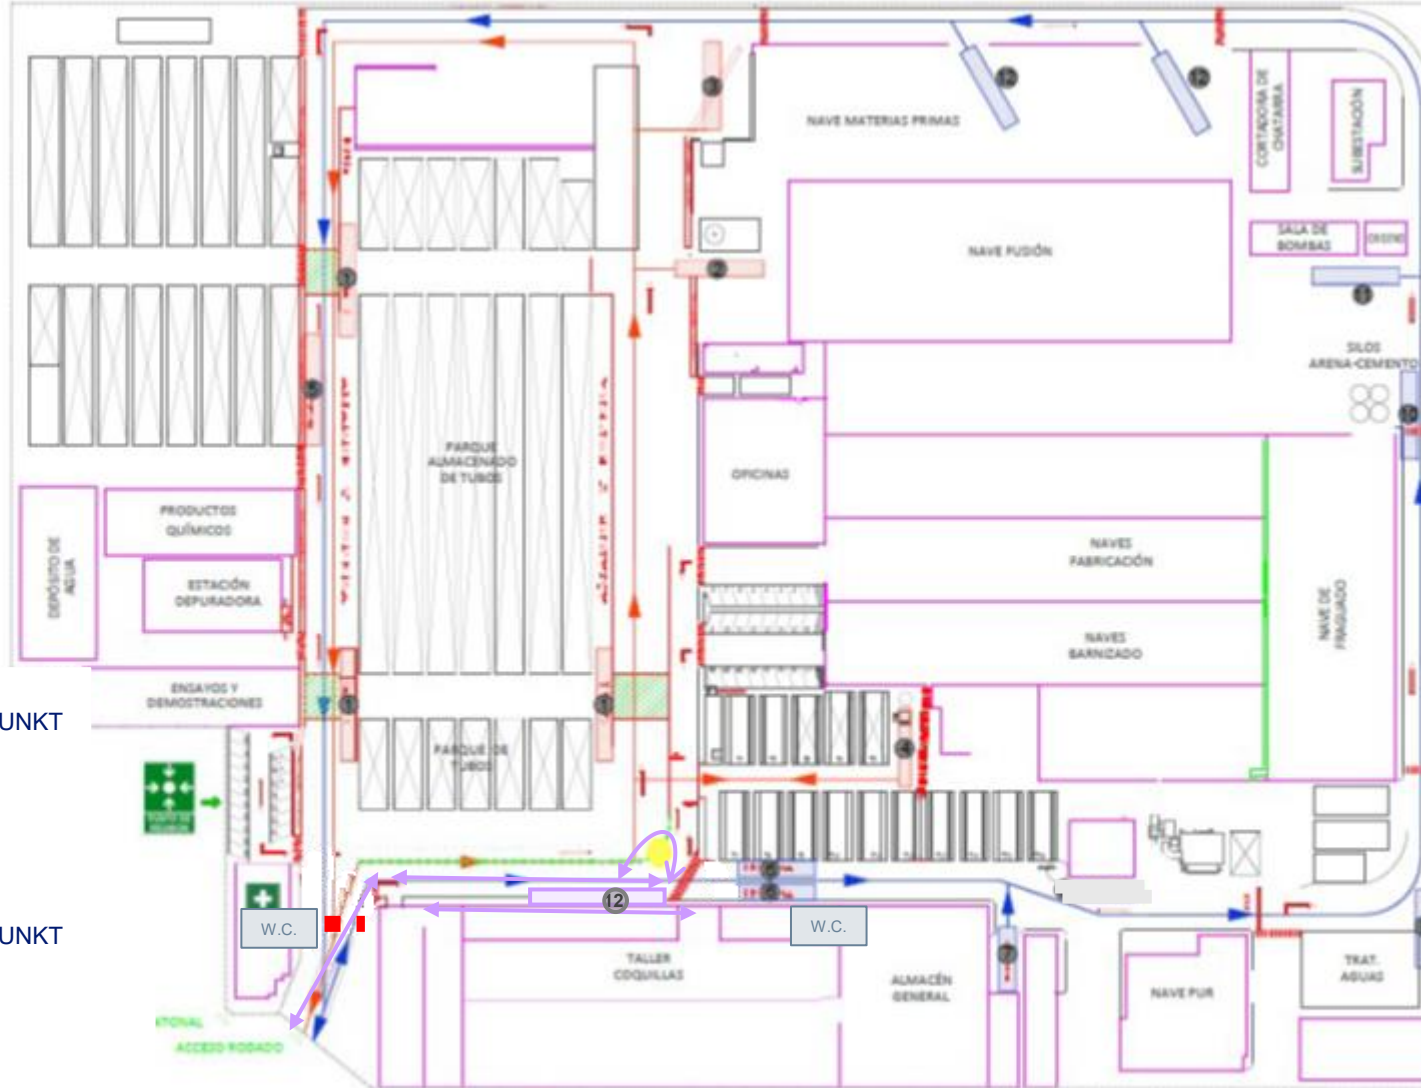 NAVE MATERIAS PRIMAS
CORTADORA DE
CHATARRA
SUBESTACIÓN
SALA DE
BOMBAS
NAVE FUSIÓN
SILOS
ARENA-CEMENTO
PARQUE
ALMACENADO
DE TUBOS
OFICINAS
PRODUCTOS
QUÍMICOS
DEPÓSITO DE
AGUA
ESTACIÓN
DEPURADORA
NAVES
FABRICACIÓN
NAVE DE
FRAGUADO
NAVES
BARNIZADO
ENSAYOS Y
DEMOSTRACIONES
UNKT
PARQUE DE
TUBOS
4
12
W.C.
W.C.
UNKT
TALLER
COQUILLAS
ALMACÉN
GENERAL
7
NAVE PUR
TRAT.
AGUAS
ACCESO RODADO